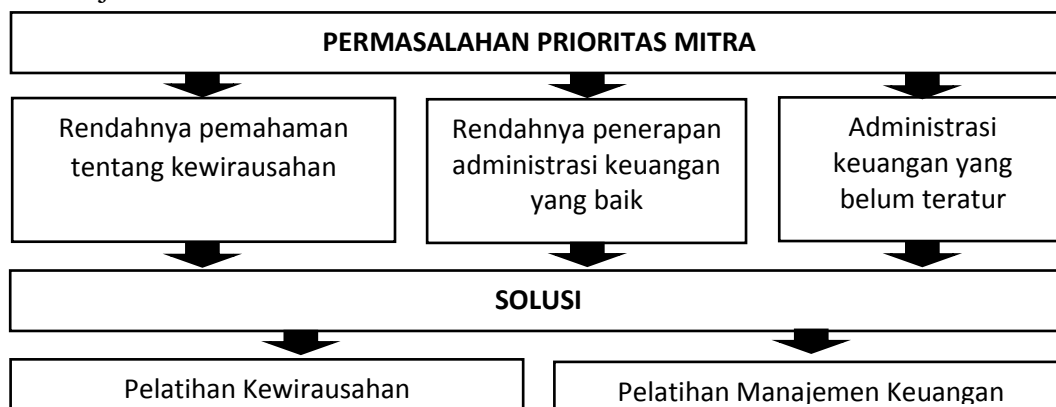 PERMASALAHAN PRIORITAS MITRA
Rendahnya pemahaman
tentang kewirausahan
Rendahnya penerapan
administrasi keuangan
yang baik
Administrasi
keuangan yang
belum teratur
SOLUSI
Pelatihan Kewirausahan
Pelatihan Manajemen Keuangan